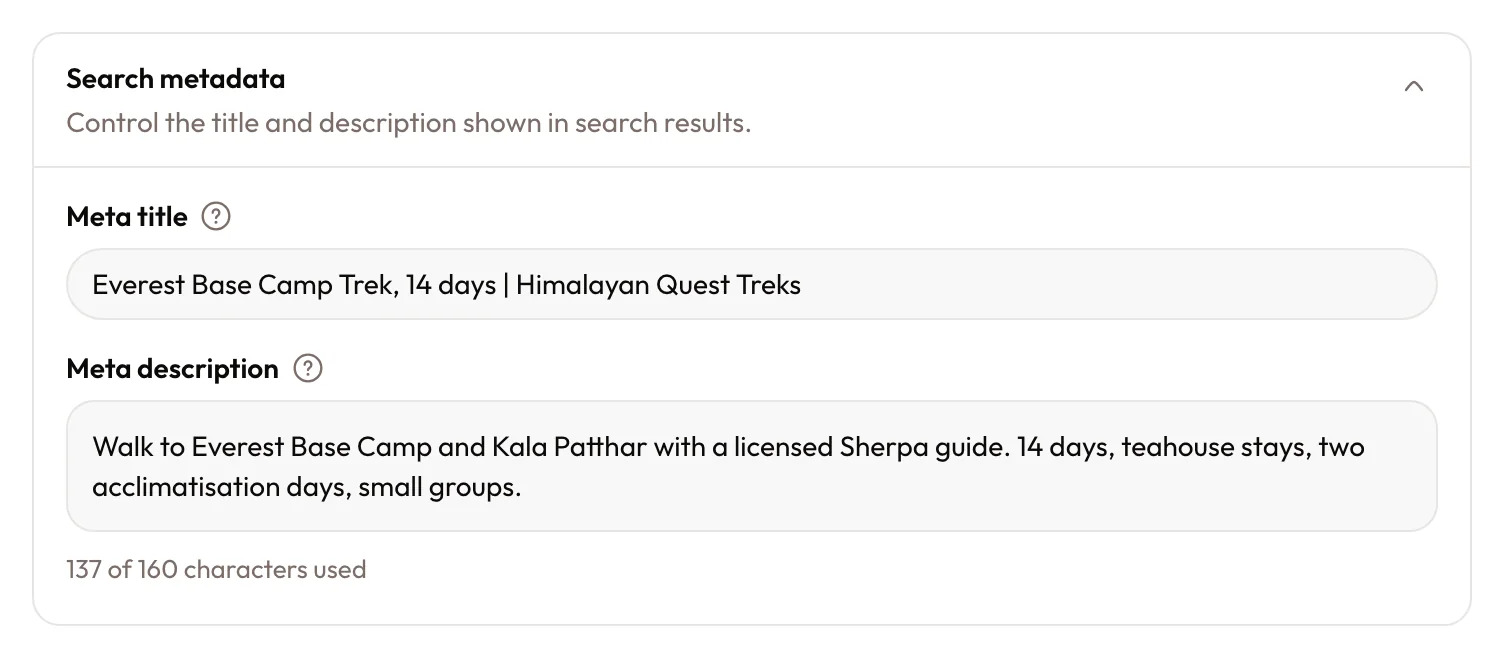 Search metadata
Control the title and description shown in search results.
Meta title ?
Everest Base Camp Trek, 14 days | Himalayan Quest Treks
Meta description ?
Walk to Everest Base Camp and Kala Patthar with a licensed Sherpa guide. 14 days, teahouse stays, two
acclimatisation days, small groups.
137 of 160 characters used